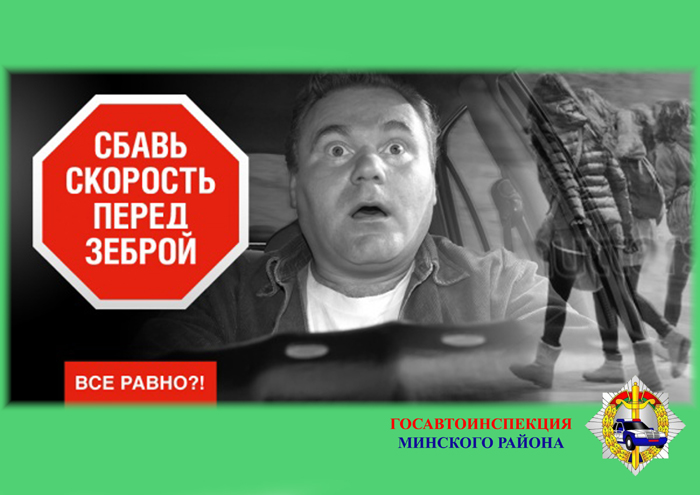 СБАВЬ
СКОРОСТЬ
ПЕРЕД
ЗЕБРОЙ
ВСЕ РАВНО?!
ГОСАВТОИНСПЕКЦИЯ
МИНСКОГО РАЙОНА